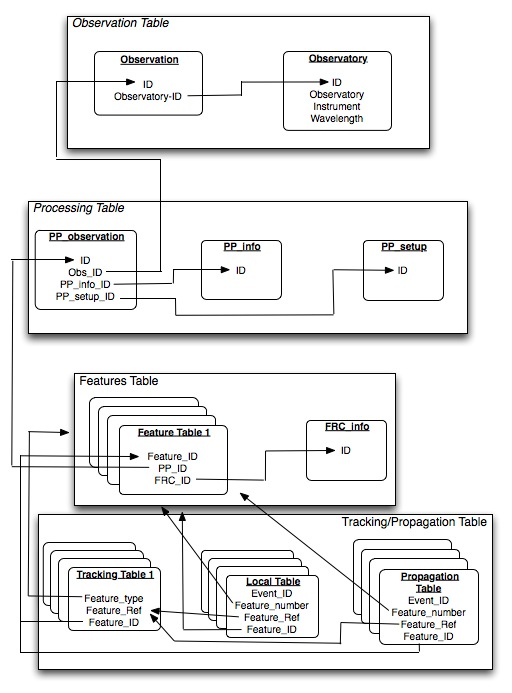 Observation Table
Observation
ID
Observatory-ID
Observatory
ID
Observatory
Instrument
Wavelength
Processing Table
PP_observation
ID
Obs_ID
PP_info_ID
PP_setup_ID
PP_info
ID
PP_setup
ID
Features Table
Feature Table 1
Feature_ID
PP_ID
FRC_ID
FRC_info
ID
Tracking/Propagation Table
Tracking Table 1
Feature_type
Feature_Ref
Feature_ID
Local Table
Event_ID
Feature_number
Feature_Ref
Feature_ID
Propagation
Table
Event_ID
Feature_number
Feature_Ref
Feature_ID